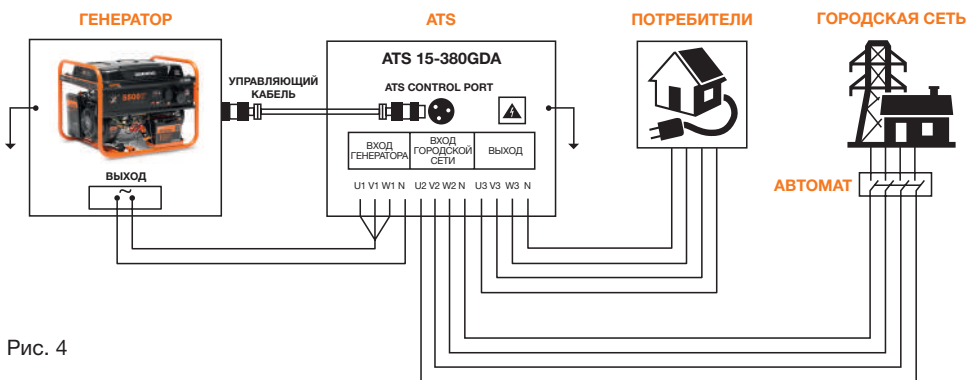 ГЕНЕРАТОР
ATS
ПОТРЕБИТЕЛИ
ГОРОДСКАЯ СЕТЬ
ATS 15-380GDA
УПРАВЛЯЮЩИЙ
КАБЕЛЬ
ATS CONTROL PORT
ВХОД
ГЕНЕРАТОРА
ВХОД
ГОРОДСКОЙ
СЕТИ
ВЫХОД
ВЫХОД
~
U1 V1 W1 N U2 V2 W2 N U3 V3 W3 N
АВТОМАТ
Рис. 4